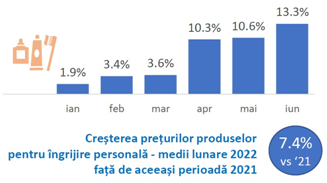 1.9% 3.4% 3.6% 10.3% 10.6% 13.3%
ian feb mar apr mai iun
Creșterea prețurilor produselor
pentru îngrijire personală - medii lunare 2022
față de aceeași perioadă 2021
7.4%
vs ‘21